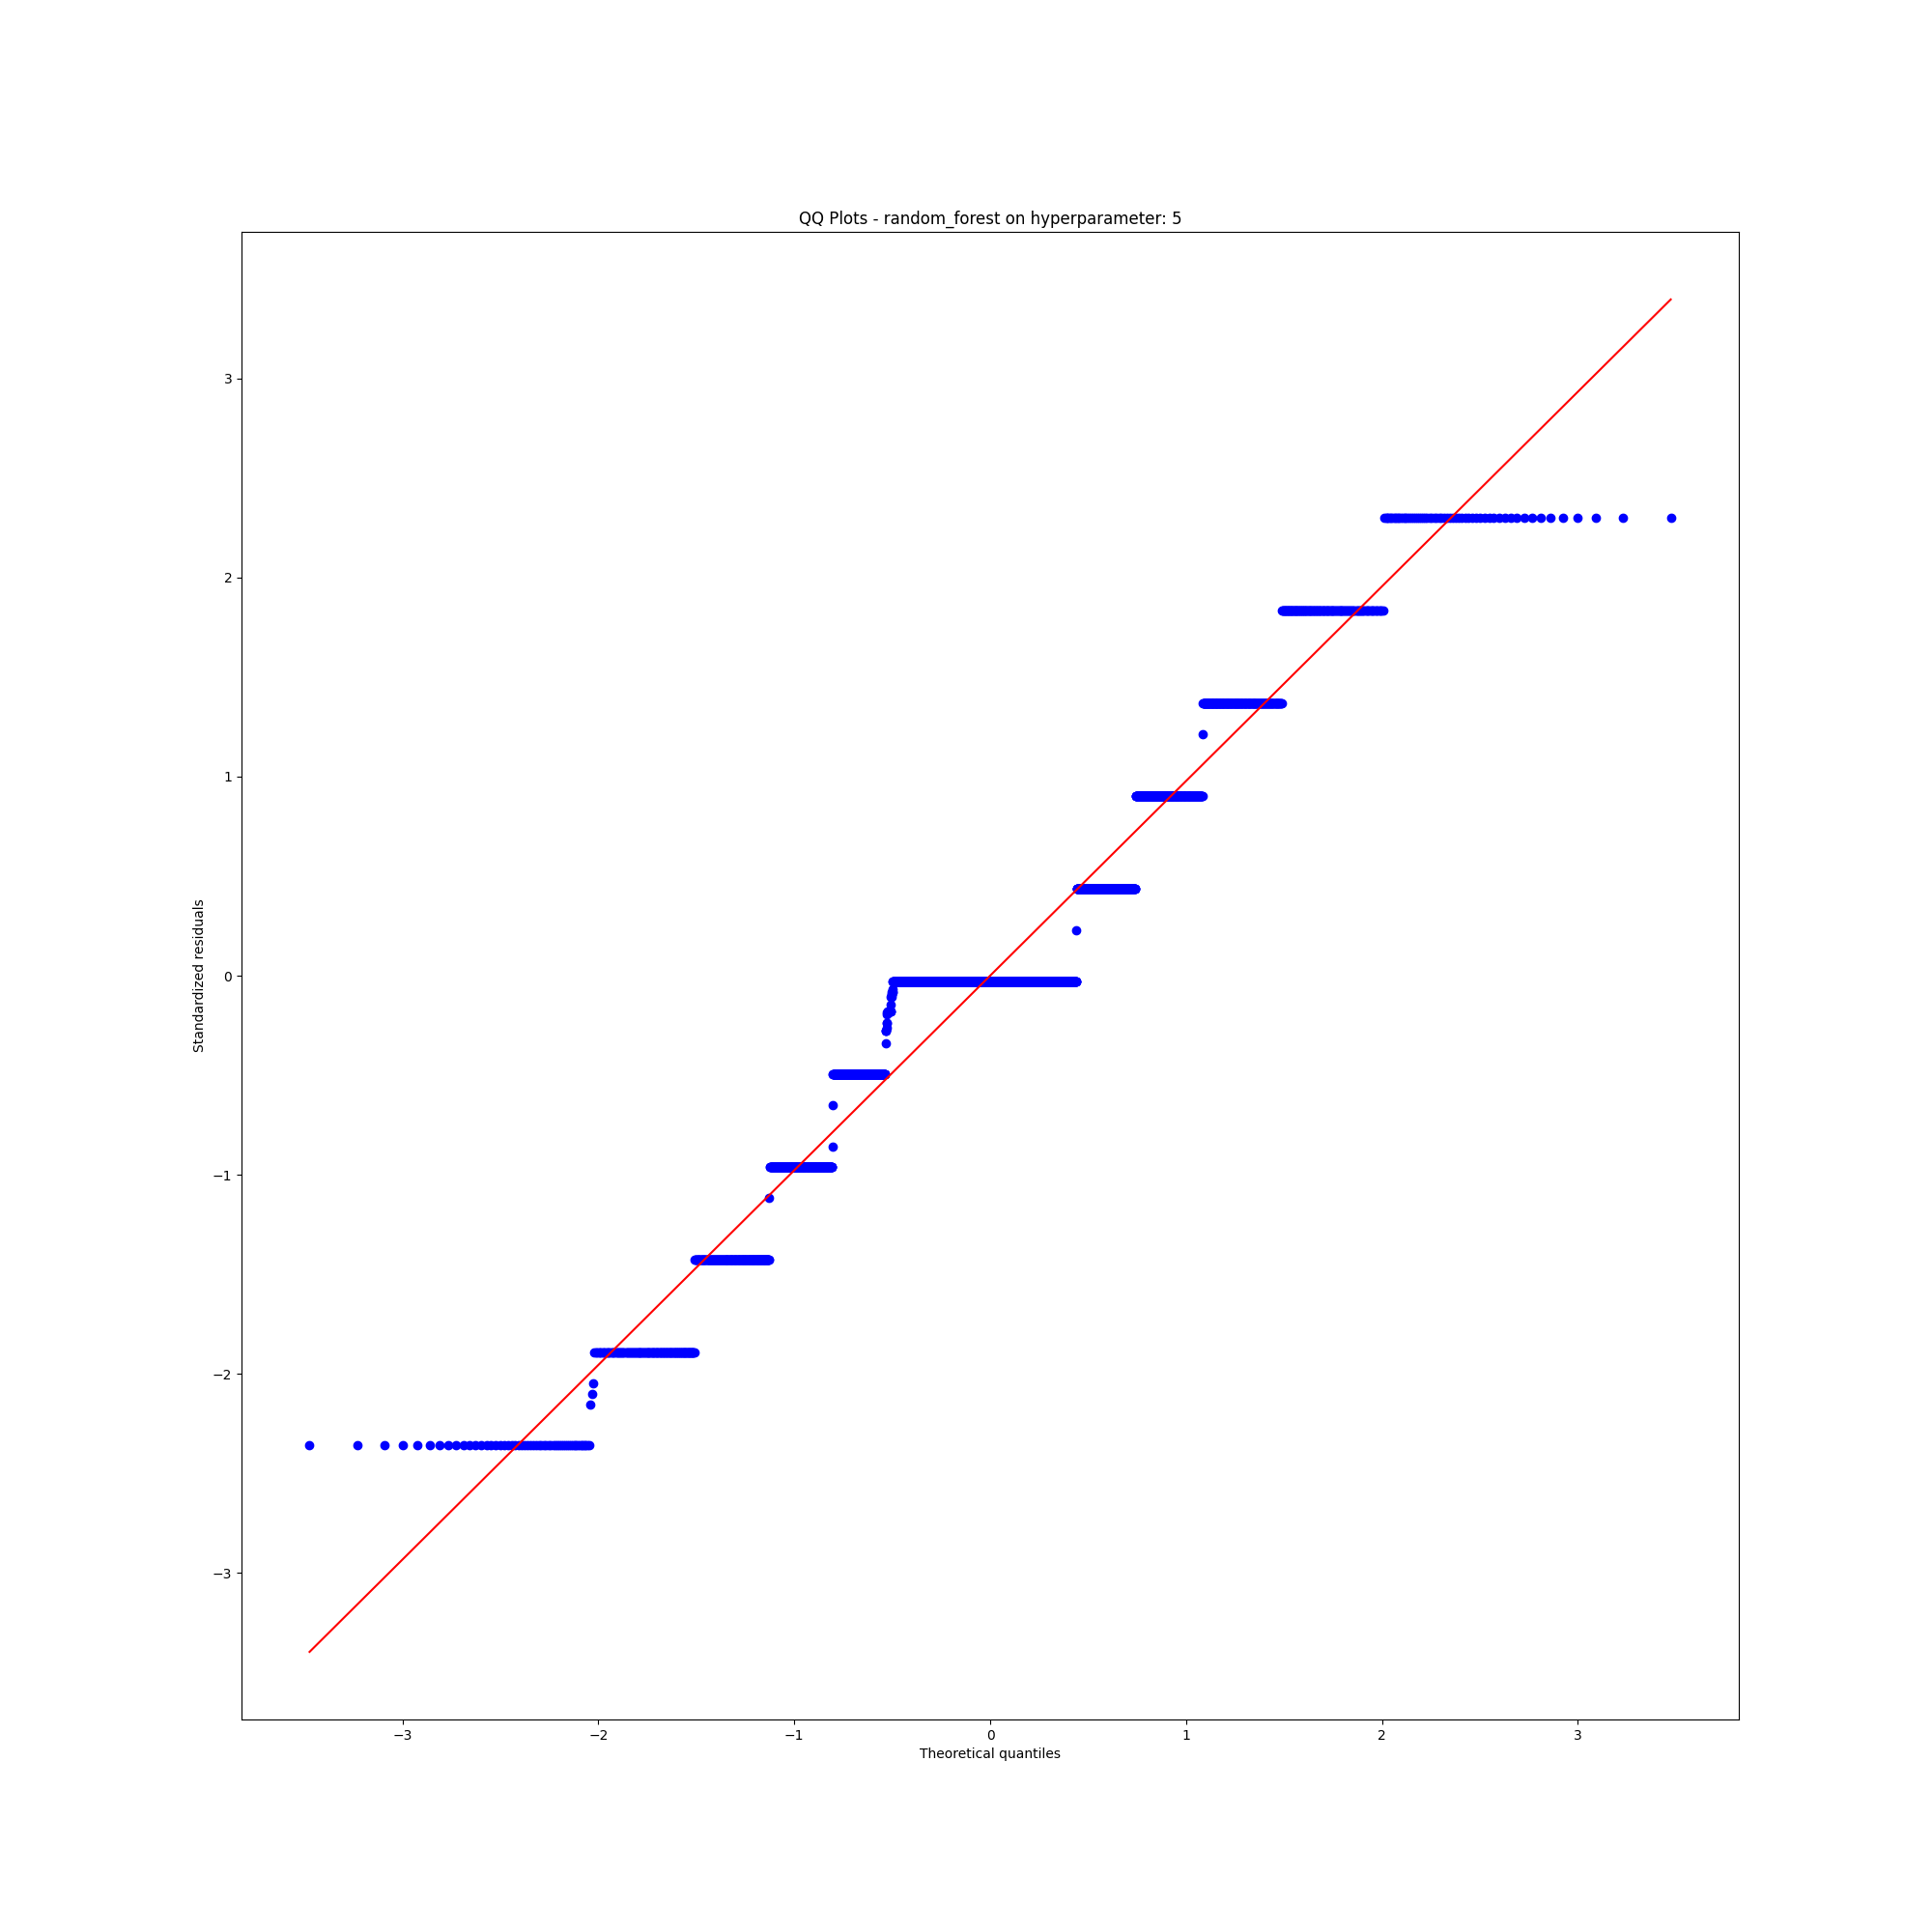 QQ Plots - random_forest on hyperparameter: 5
3
2
1
0
−1
−2
−3
Standardized residuals
−3 −2 −1 0 1 2 3
Theoretical quantiles